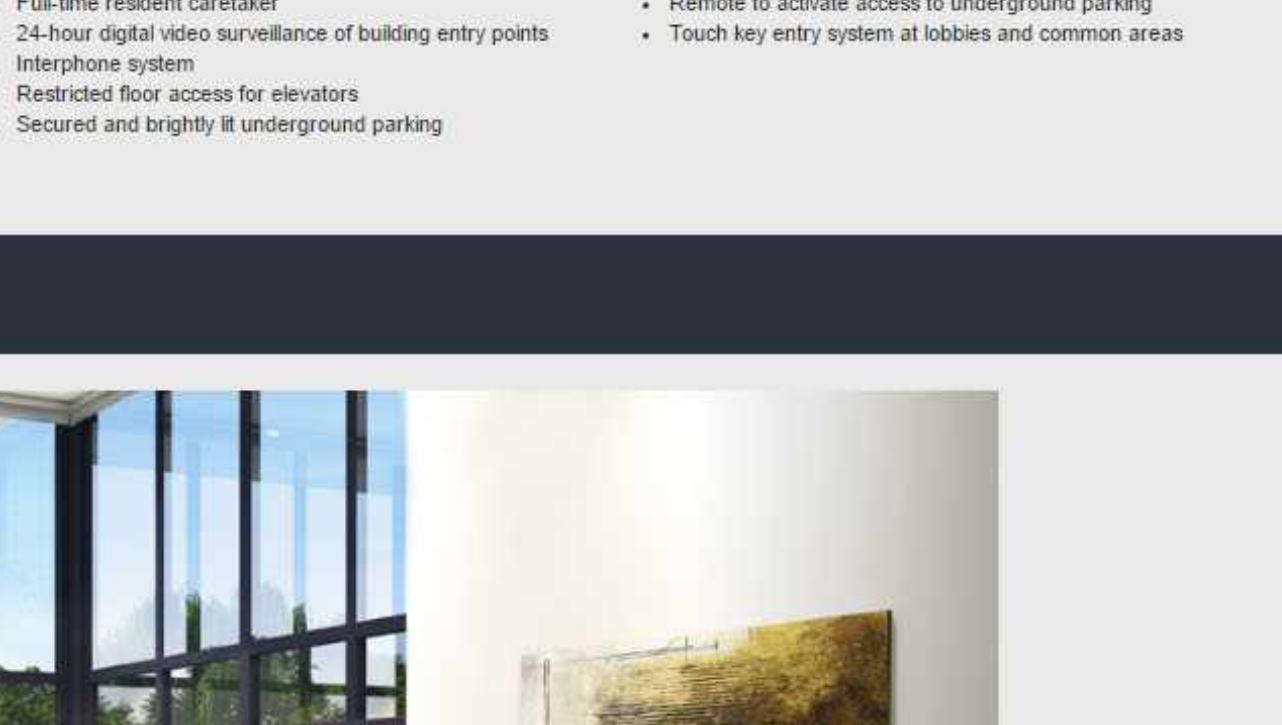 Full-time resident caretaker
24-hour digital video surveillance of building entry points
Interphone system
Restricted floor access for elevators
Secured and brightly lit underground parking
• Remote to activate access to underground parking
• Touch key entry system at lobbies and common areas